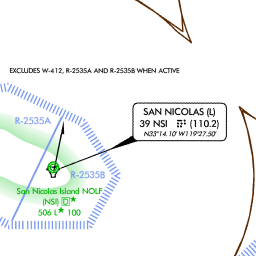 EXCLUDES W-412, R-2535A AND R-2535B WHEN ACTIVE
R-2535A
SAN NICOLAS (L)
39 NSI (110.2)
N33°14.10' W119°27.50'
R-2535B
San Nicolas Island NOLF
(NSI) D★
506 L★ 100